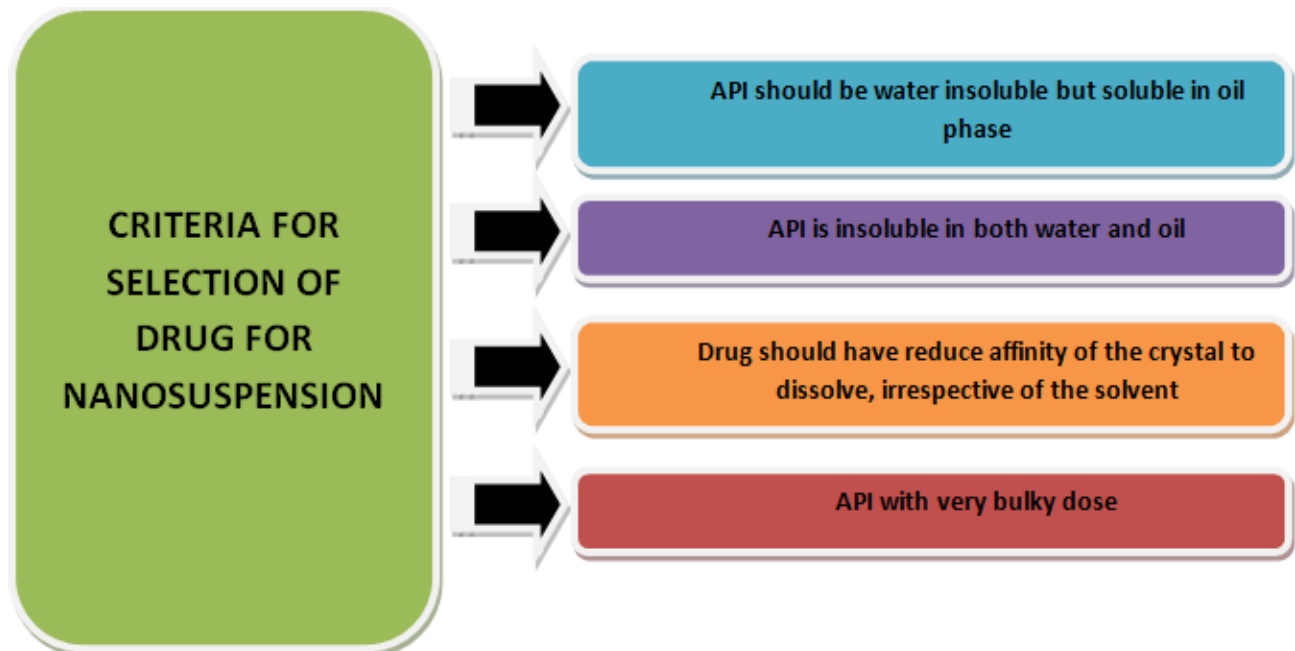 CRITERIA FOR
SELECTION OF
DRUG FOR
NANOSUSPENSION
API should be water insoluble but soluble in oil
phase
API is insoluble in both water and oil
Drug should have reduce affinity of the crystal to
dissolve, irrespective of the solvent
API with very bulky dose